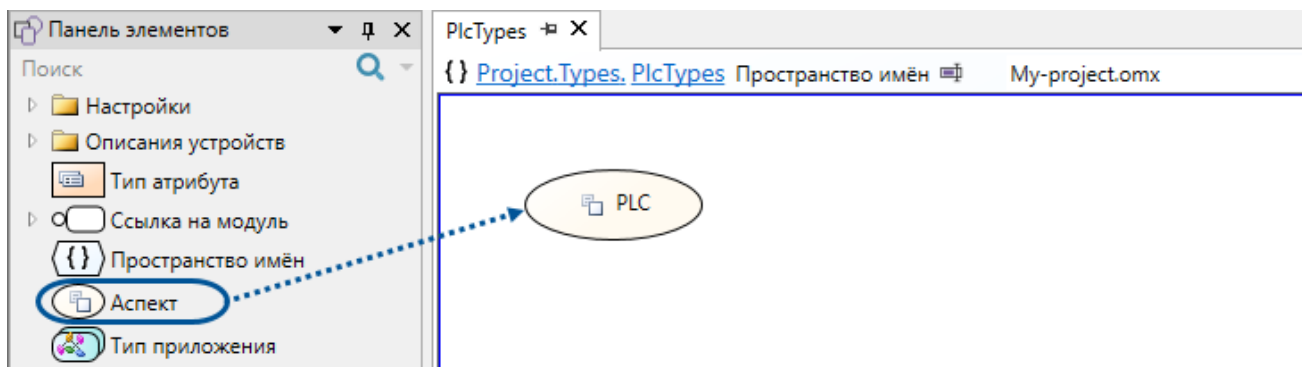 Панель элементов
Поиск
Настройки
Описания устройств
Тип атрибута
Ссылка на модуль
{ } Пространство имён
Аспект
Тип приложения
PlcTypes
{ } Project.Types. PlcTypes Пространство имён My-project.omx
PLC